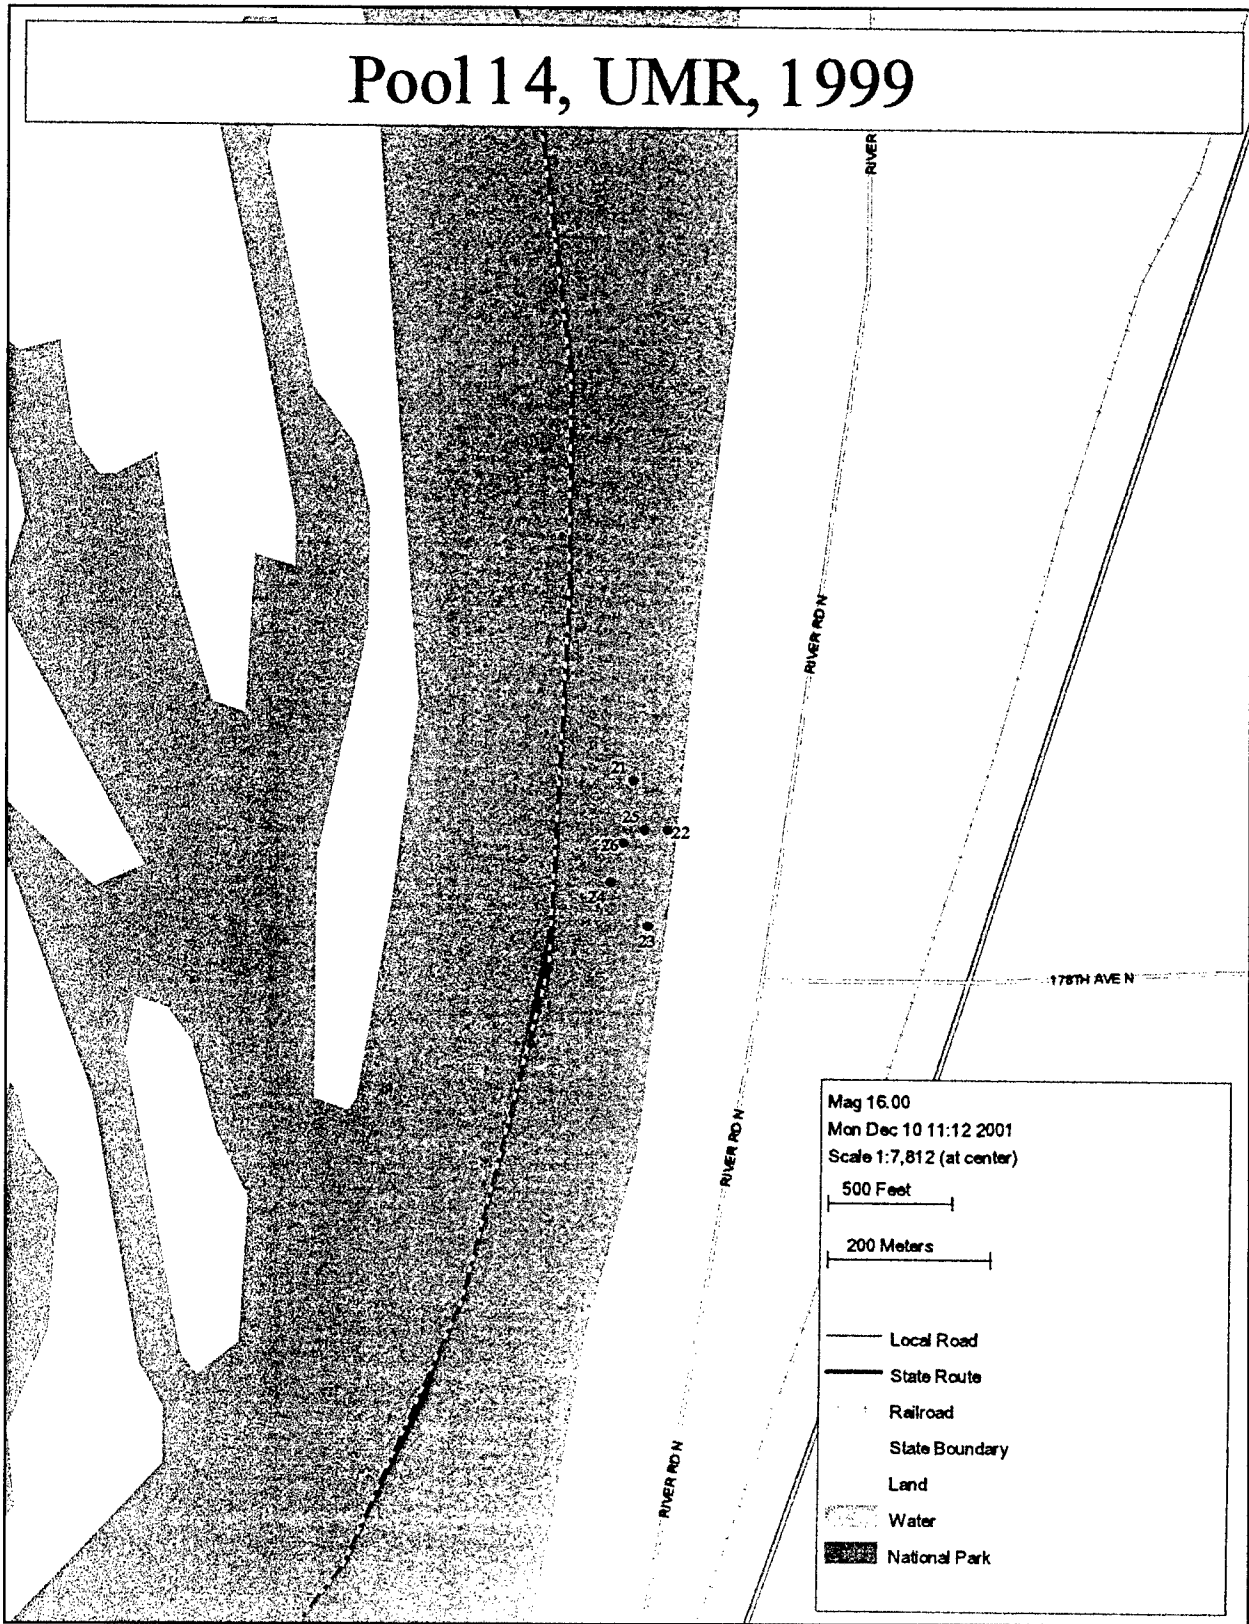 Pool 14, UMR, 1999
RIVER
RIVER RD N
21
25
22
26
24
23
178TH AVE N
RIVER RD N
RIVER RD N
Mag 16.00
Mon Dec 10 11:12 2001
Scale 1:7,812 (at center)
500 Feet
200 Meters
Local Road
State Route
Railroad
State Boundary
Land
Water
National Park